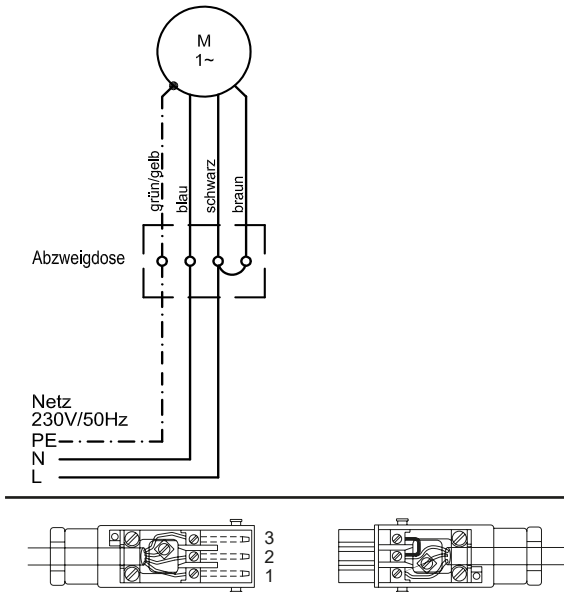 M
1~
grün/gelb
blau
schwarz
braun
Abzweigdose
Netz
230V/50Hz
PE
N
L
3
2
1